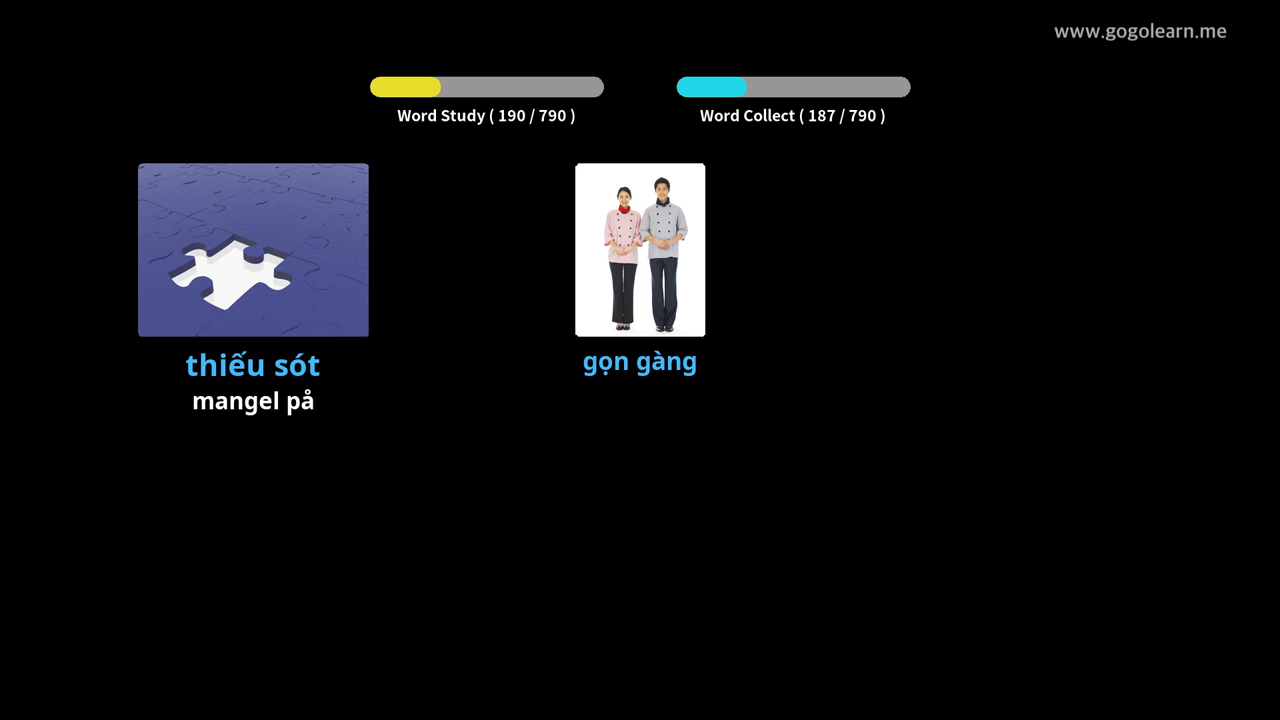 www.gogolearn.me
Word Study ( 190 / 790 )
Word Collect ( 187 / 790 )
thiếu sót
mangel på
gọn gàng